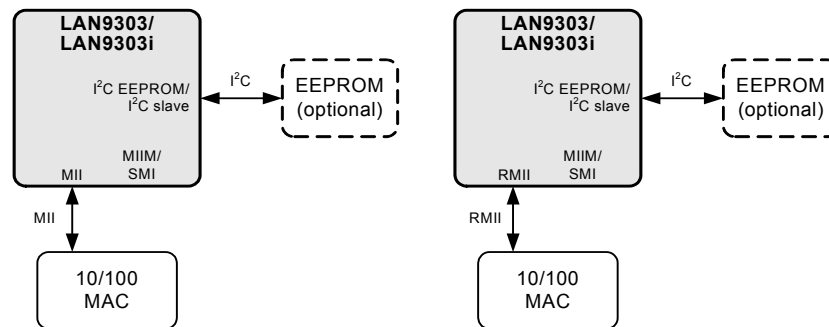 LAN9303/
LAN9303i
I²C EEPROM/
I²C slave
I²C
EEPROM
(optional)
MII
MIIM/
SMI
MII
10/100
MAC
LAN9303/
LAN9303i
I²C EEPROM/
I²C slave
I²C
EEPROM
(optional)
RMII
MIIM/
SMI
RMII
10/100
MAC